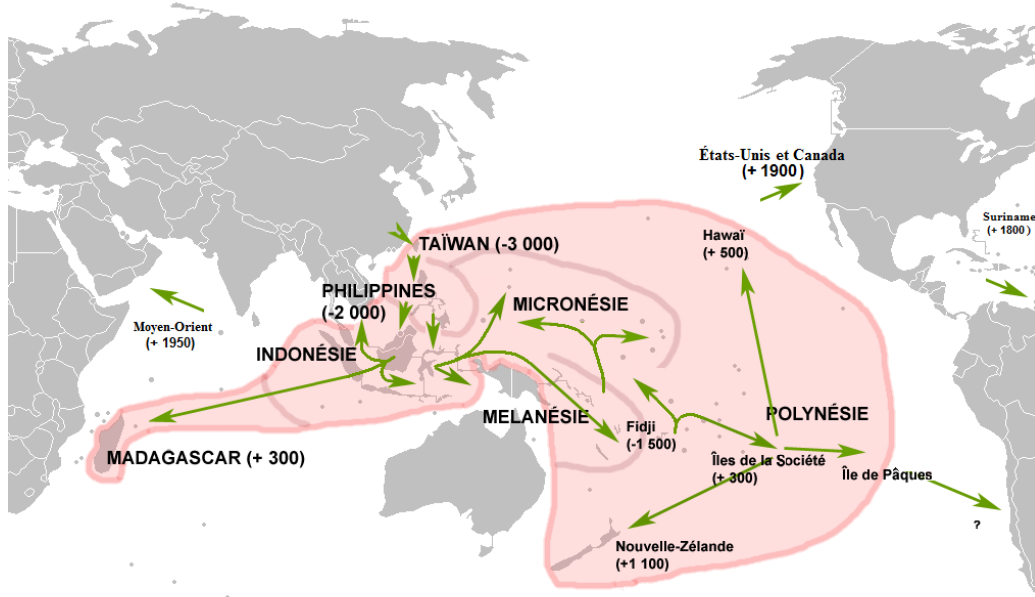 États-Unis et Canada
(+ 1900)
Suriname
(+ 1800)
Hawaï
(+ 500)
TAÏWAN (-3 000)
PHILIPPINES
(-2 000)
MICRONÉSIE
Moyen-Orient
(+ 1950)
INDONÉSIE
MELANÉSIE
POLYNÉSIE
Fidji
(-1 500)
MADAGASCAR (+ 300)
Îles de la Société
(+ 300)
Île de Pâques
?
Nouvelle-Zélande
(+1 100)